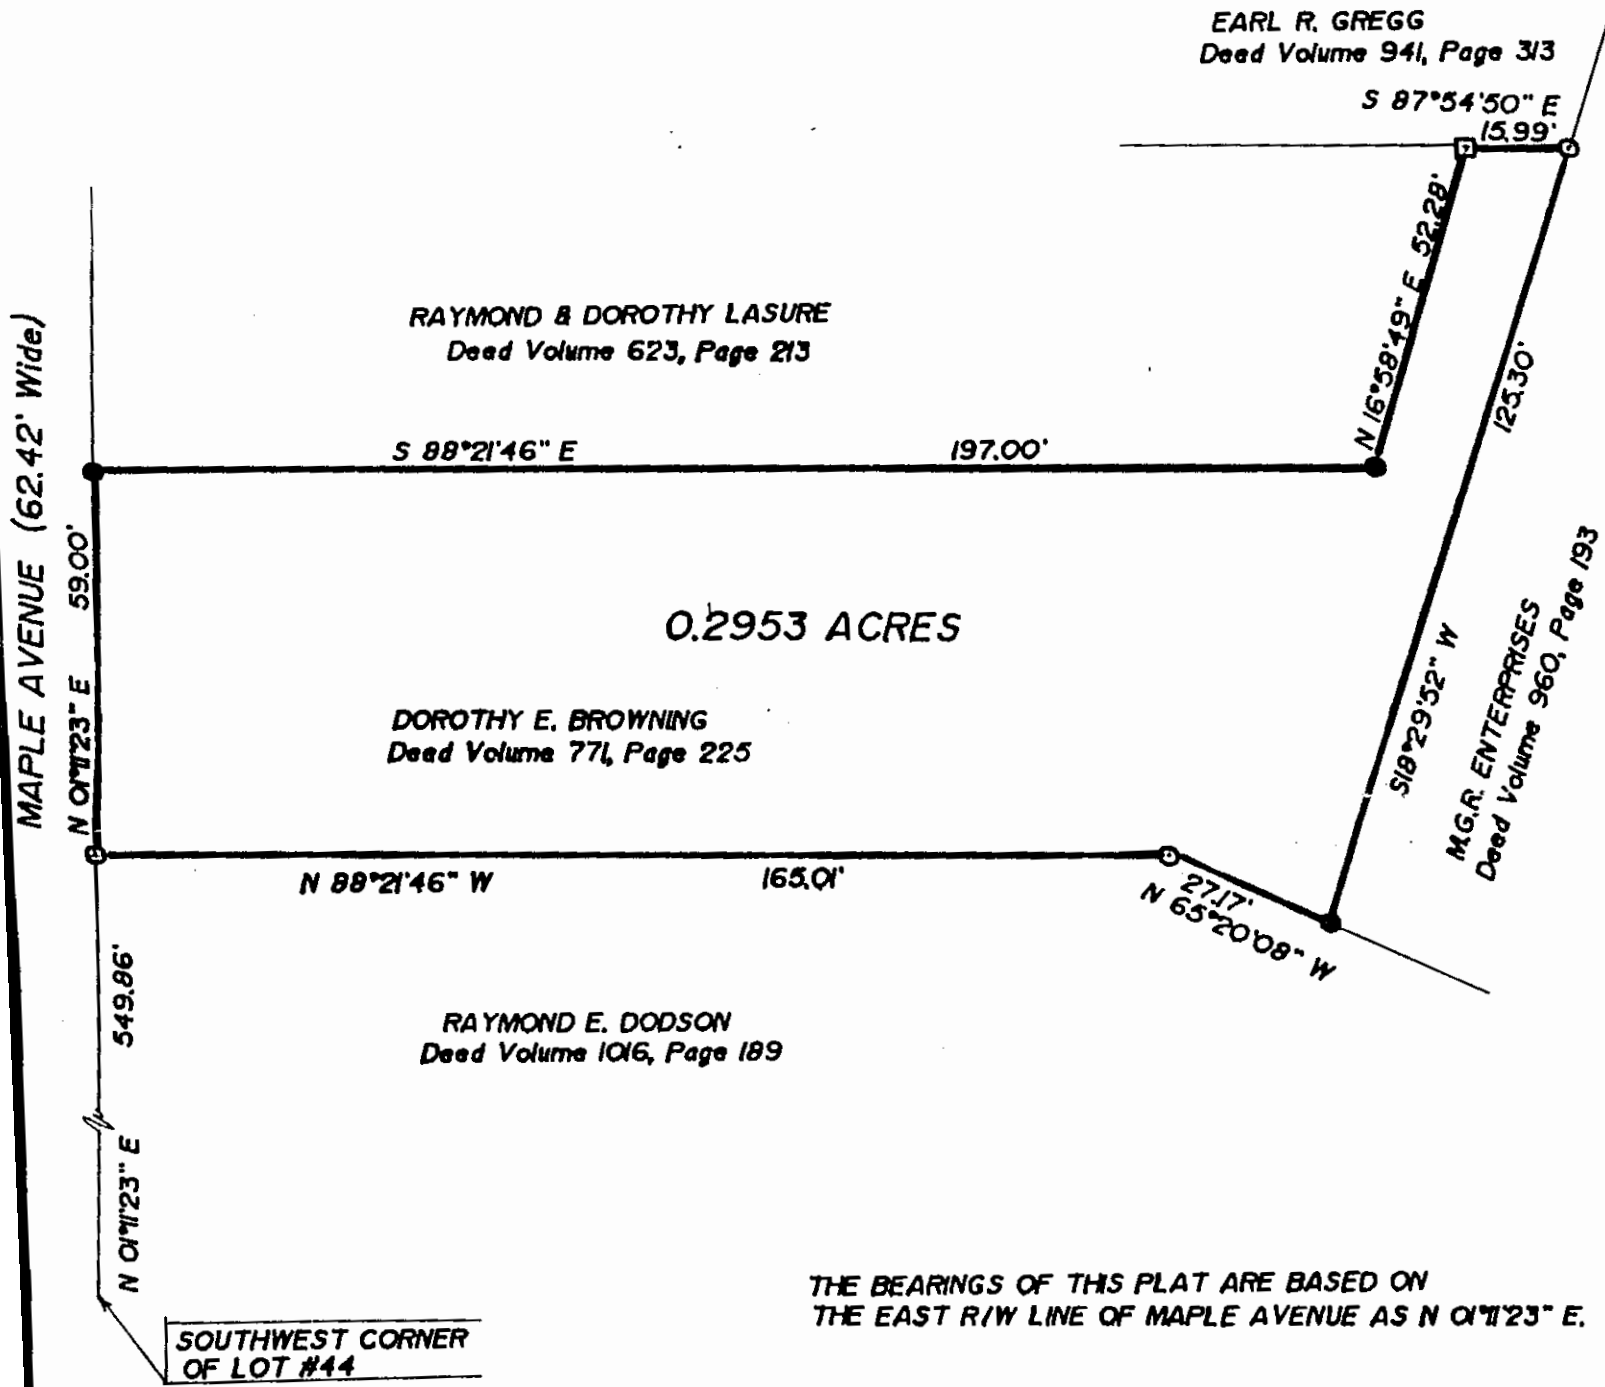 EARL R. GREGG
Deed Volume 941, Page 313
S 87°54'50" E
15.99'
N 16°58'49" E 52.28'
RAYMOND & DOROTHY LASURE
Deed Volume 623, Page 213
MAPLE AVENUE (62.42' Wide)
S 88°21'46" E 197.00'
125.30'
S18°29'52" W
N 01°11'23" E 59.00'
0.2953 ACRES
M.G.R. ENTERPRISES
Deed Volume 960, Page 193
DOROTHY E. BROWNING
Deed Volume 771, Page 225
N 88°21'46" W 165.01'
27.17'
N 65°20'08" W
549.86'
N 01°11'23" E
RAYMOND E. DODSON
Deed Volume 1016, Page 189
THE BEARINGS OF THIS PLAT ARE BASED ON
THE EAST R/W LINE OF MAPLE AVENUE AS N 01°11'23" E.
SOUTHWEST CORNER
OF LOT #44